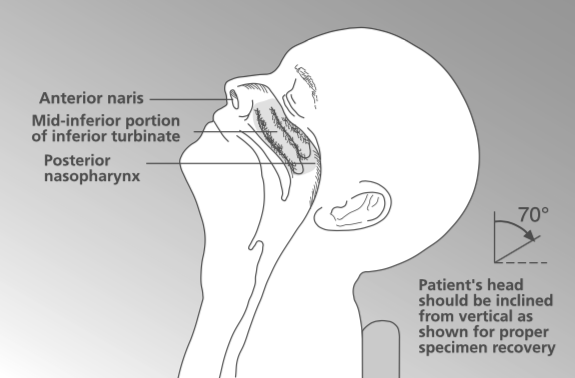 Anterior naris
Mid-inferior portion
of inferior turbinate
Posterior
nasopharynx
70°
Patient's head
should be inclined
from vertical as
shown for proper
specimen recovery